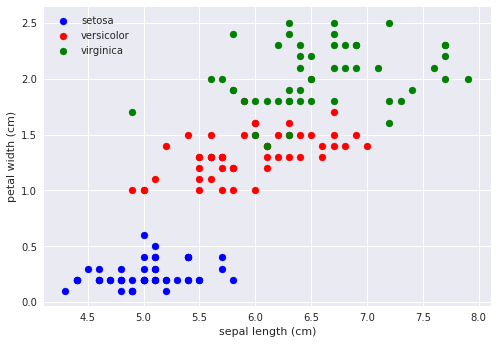 setosa
versicolor
virginica
petal width (cm)
2.5
2.0
1.5
1.0
0.5
0.0
4.5 5.0 5.5 6.0 6.5 7.0 7.5 8.0
sepal length (cm)